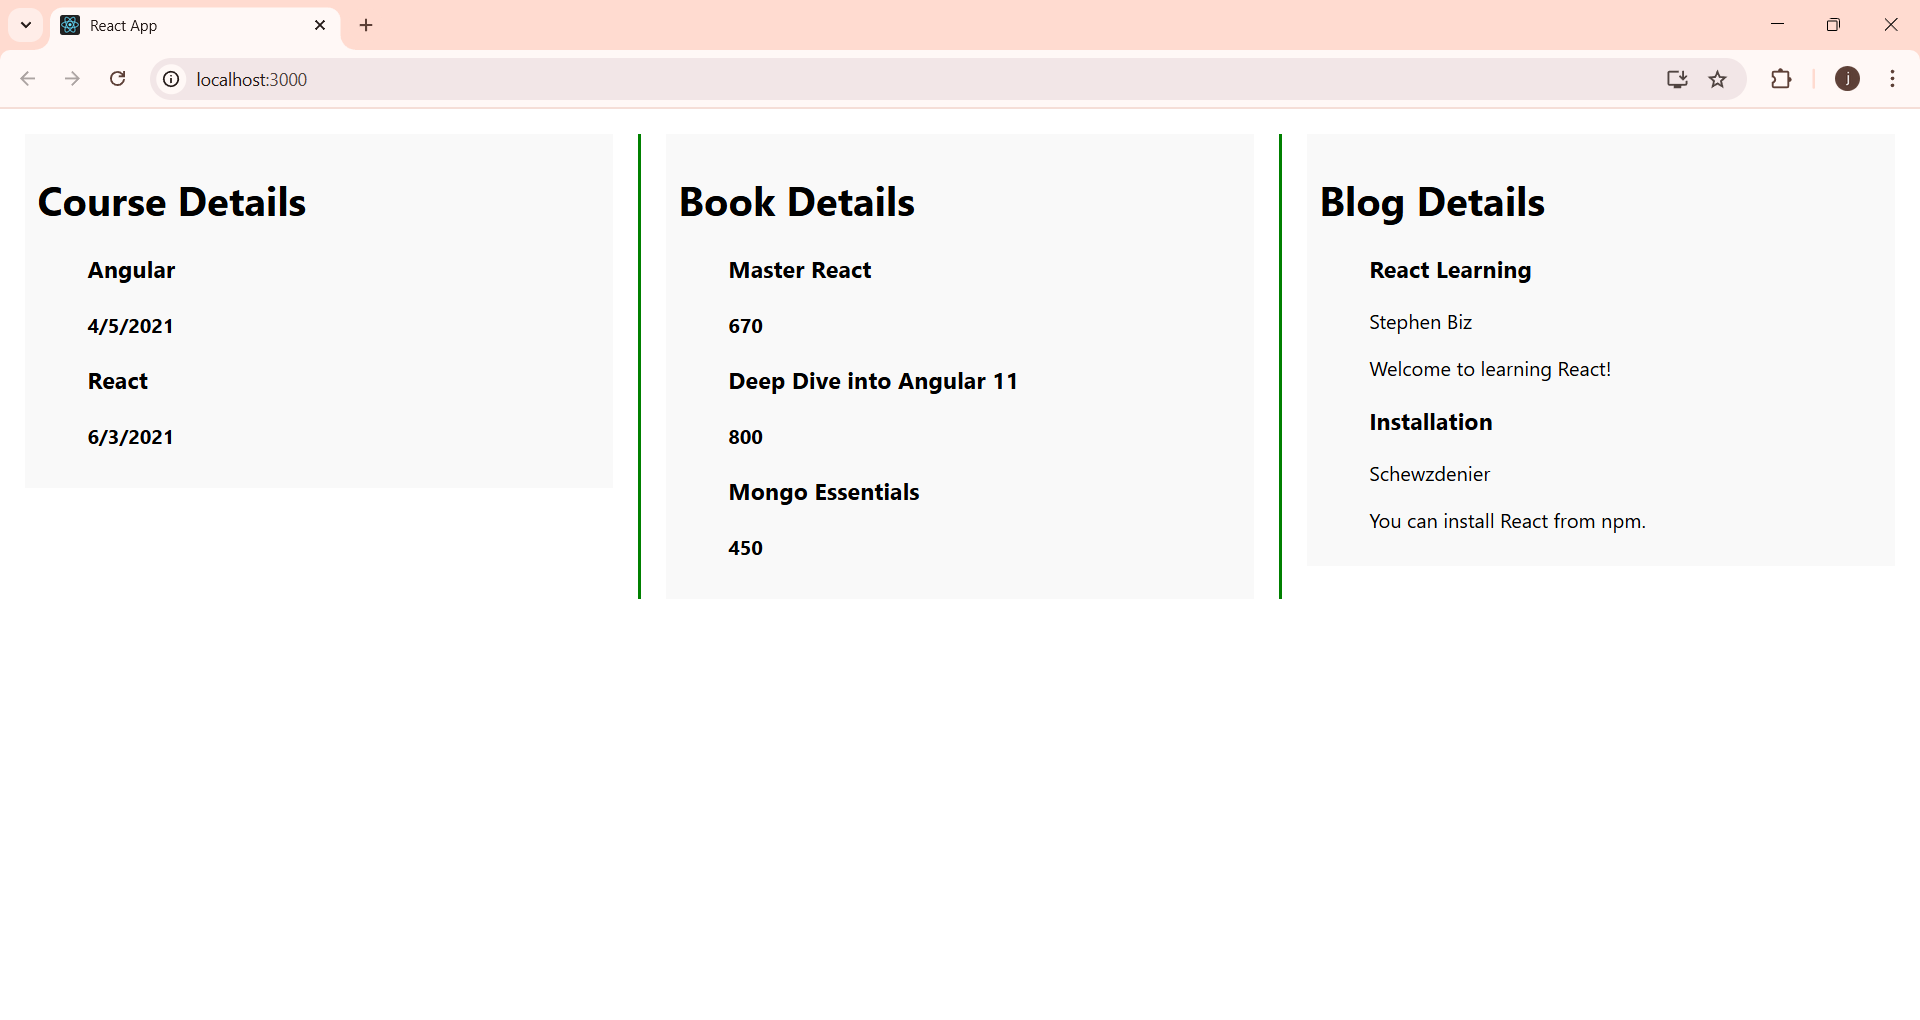 React App
localhost:3000
j
Course Details
Angular
4/5/2021
React
6/3/2021
Book Details
Master React
670
Deep Dive into Angular 11
800
Mongo Essentials
450
Blog Details
React Learning
Stephen Biz
Welcome to learning React!
Installation
Schewzdenier
You can install React from npm.